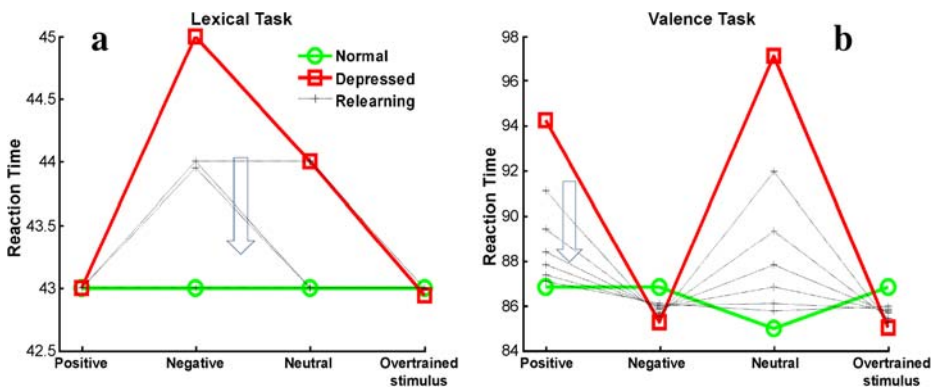 Lexical Task
a
Reaction Time
45
44.5
44
43.5
43
42.5
Normal
Depressed
Relearning
Positive
Negative
Neutral
Overtrained
stimulus
Valence Task
b
Reaction Time
98
96
94
92
90
88
86
84
Positive
Negative
Neutral
Overtrained
stimulus